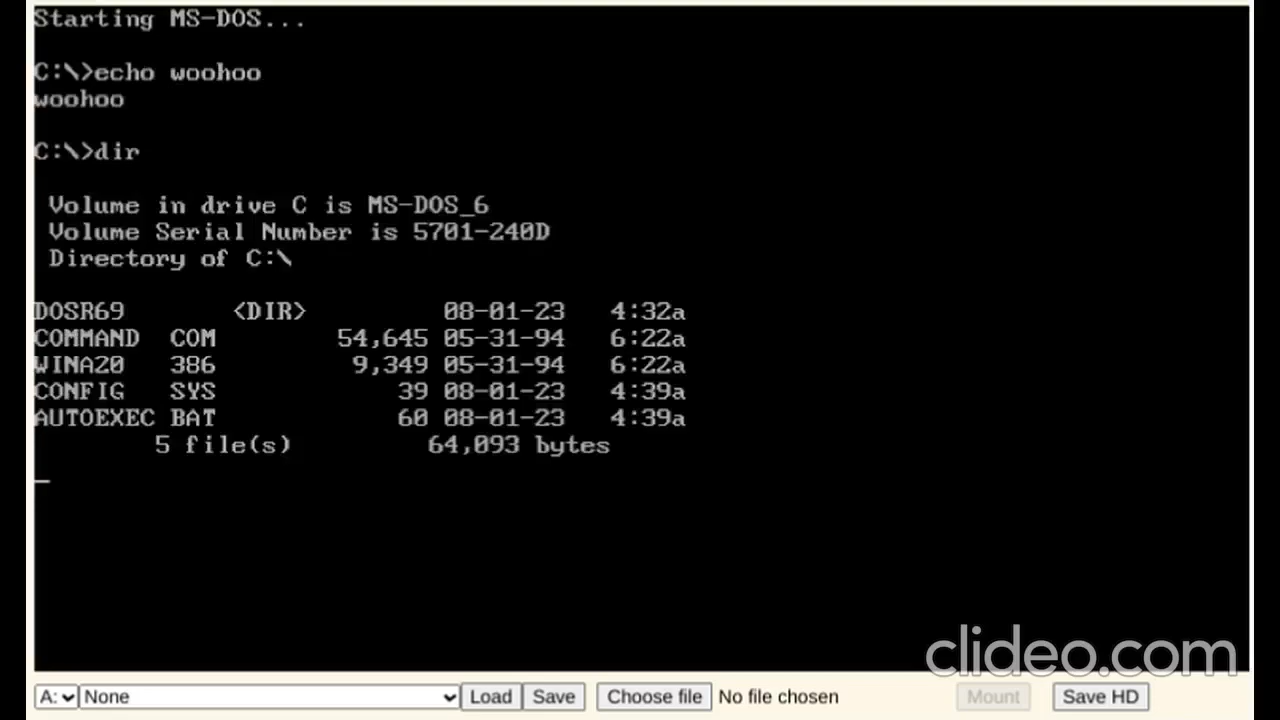 Starting MS-DOS...
C:\>echo woohoo
woohoo
C:\>dir
Volume in drive C is MS-DOS_6
Volume Serial Number is 5701-240D
Directory of C:\
DOSR69 <DIR> 08-01-23 4:32a
COMMAND COM 54,645 05-31-94 6:22a
WINA20 386 9,349 05-31-94 6:22a
CONFIG SYS 39 08-01-23 4:39a
AUTOEXEC BAT 60 08-01-23 4:39a
5 file(s) 64,093 bytes
_
clideo.com
A: None Load Save Choose file No file chosen Mount Save HD